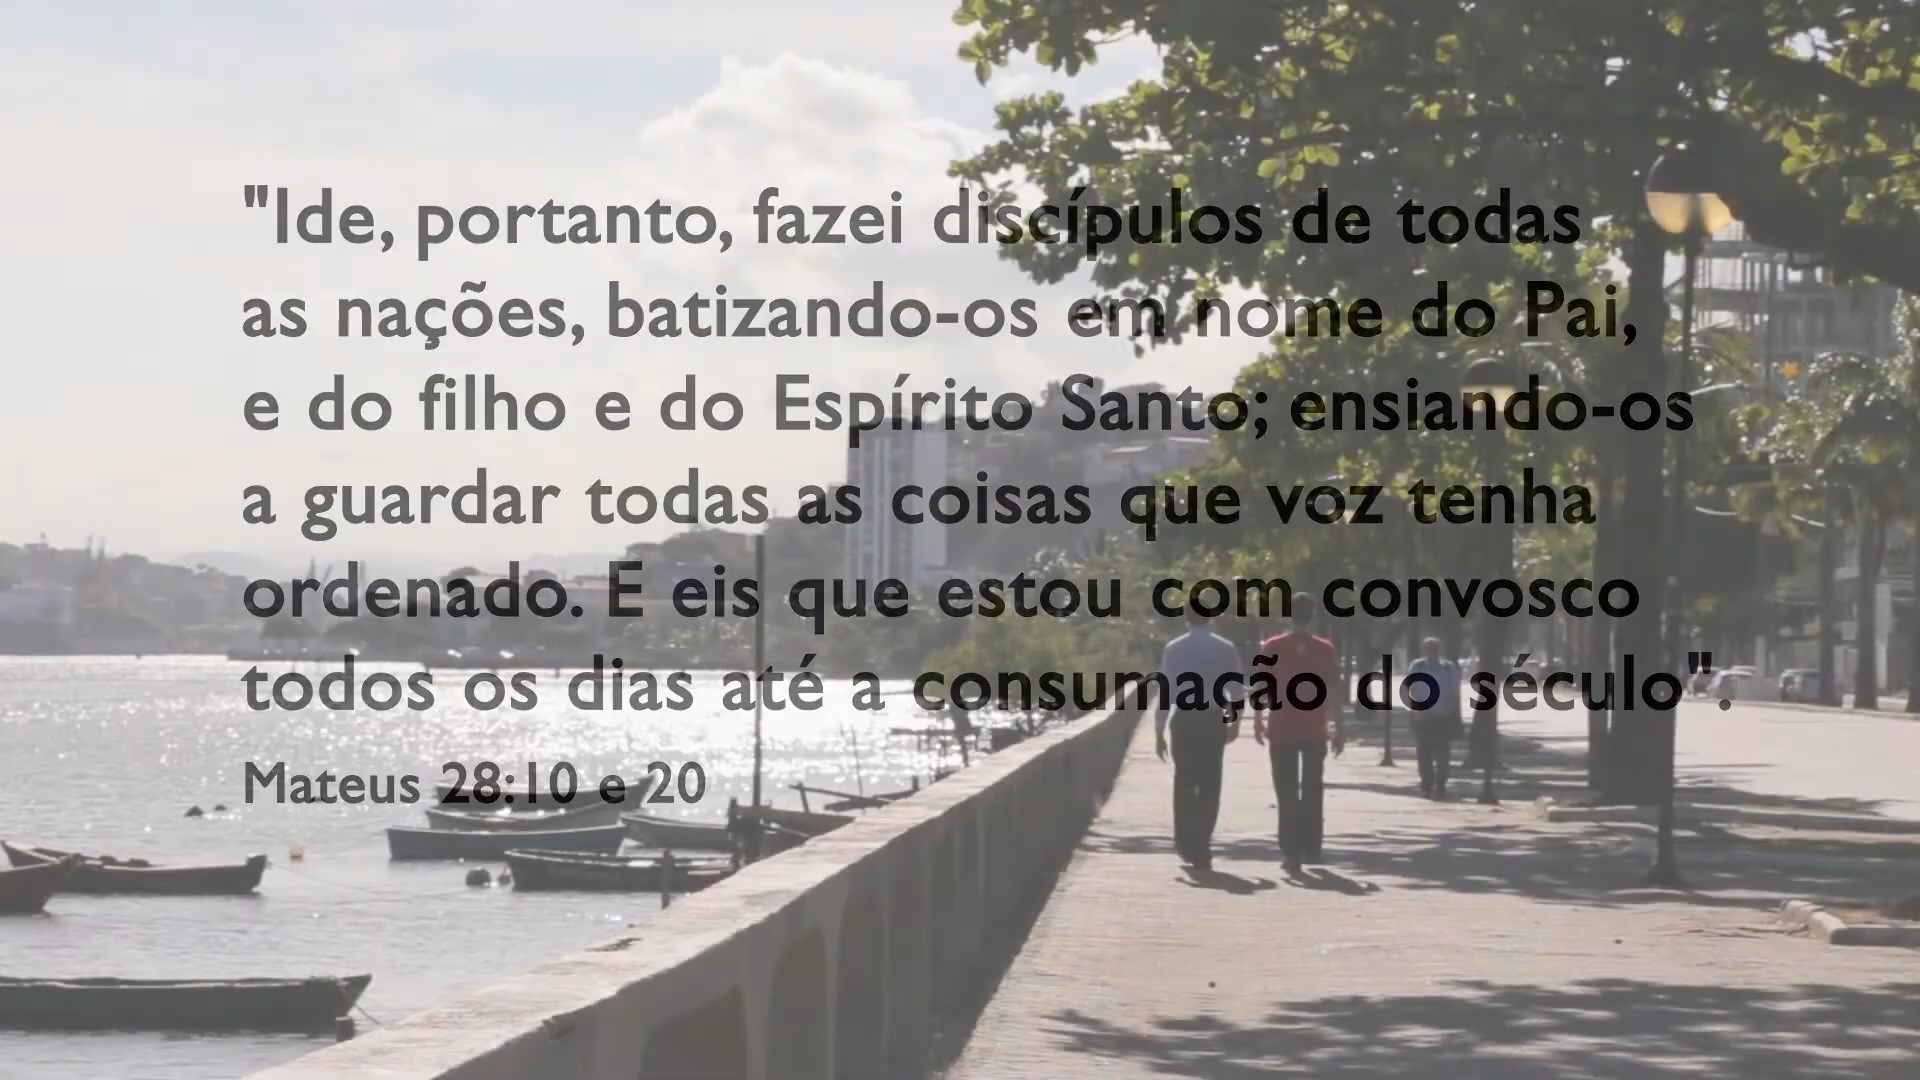 "Ide, portanto, fazei discípulos de todas
as nações, batizando-os em nome do Pai,
e do filho e do Espírito Santo; ensiando-os
a guardar todas as coisas que voz tenha
ordenado. E eis que estou com convosco
todos os dias até a consumação do século".
Mateus 28:10 e 20